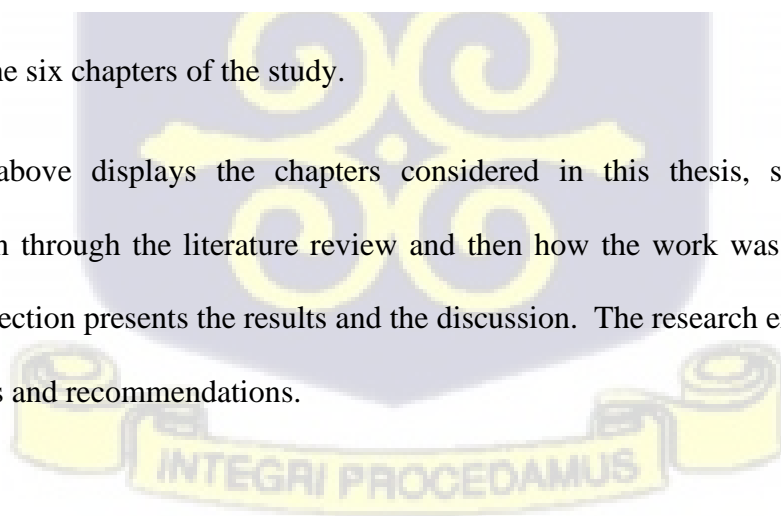 he six chapters of the study.
above displays the chapters considered in this thesis, s
through the literature review and then how the work was
ection presents the results and the discussion. The research e
s and recommendations.
INTEGRI PROCEDAMUS